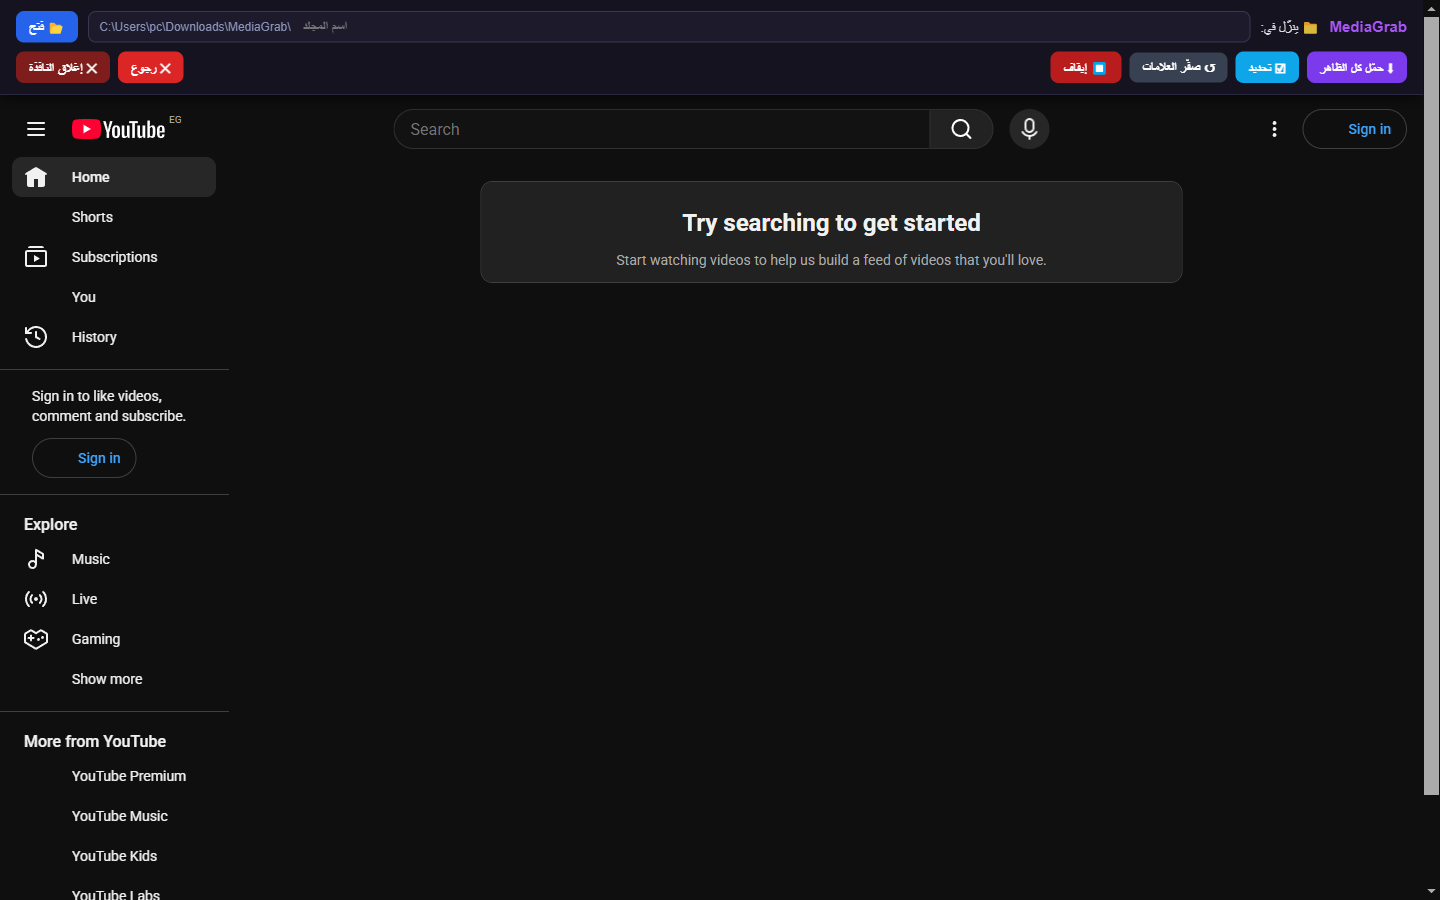 MediaGrab
ينزّل في:
C:\Users\pc\Downloads\MediaGrab\
اسم المجلد
فتح
حمّل كل الظاهر
تحديد
صفّر العلامات
إيقاف
رجوع
إغلاق النافذة
YouTube EG
Search
Sign in
Home
Shorts
Subscriptions
You
History
Try searching to get started
Start watching videos to help us build a feed of videos that you'll love.
Sign in to like videos,
comment and subscribe.
Sign in
Explore
Music
Live
Gaming
Show more
More from YouTube
YouTube Premium
YouTube Music
YouTube Kids
YouTube Labs